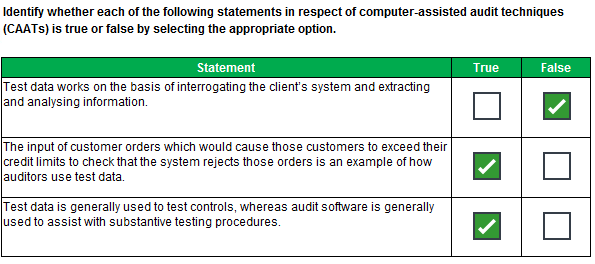 Identify whether each of the following statements in respect of computer-assisted audit techniques
(CAATs) is true or false by selecting the appropriate option.
Statement True False
Test data works on the basis of interrogating the client's system and extracting
and analysing information.
The input of customer orders which would cause those customers to exceed their
credit limits to check that the system rejects those orders is an example of how
auditors use test data.
Test data is generally used to test controls, whereas audit software is generally
used to assist with substantive testing procedures.